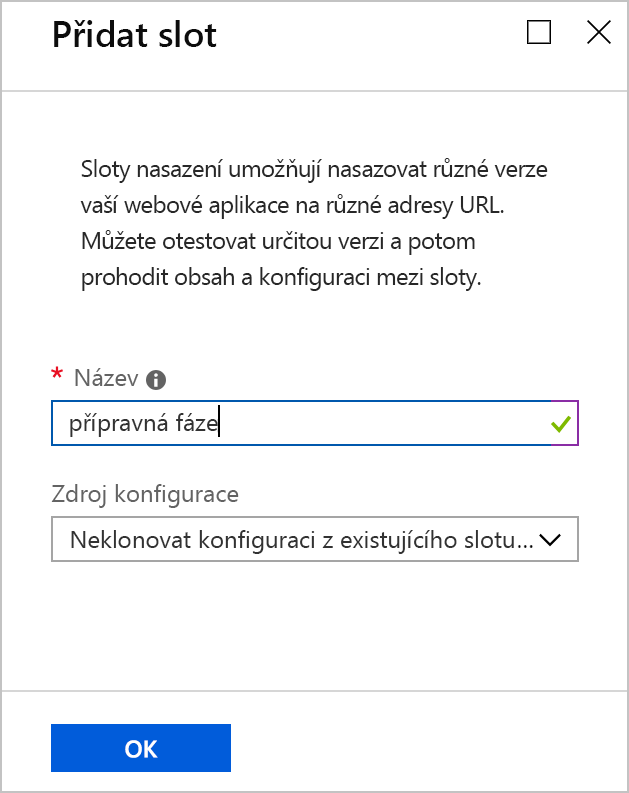 Přidat slot
Sloty nasazení umožňují nasazovat různé verze
vaší webové aplikace na různé adresy URL.
Můžete otestovat určitou verzi a potom
prohodit obsah a konfiguraci mezi sloty.
* Název
přípravná fáze
Zdroj konfigurace
Neklonovat konfiguraci z existujícího slotu...
OK